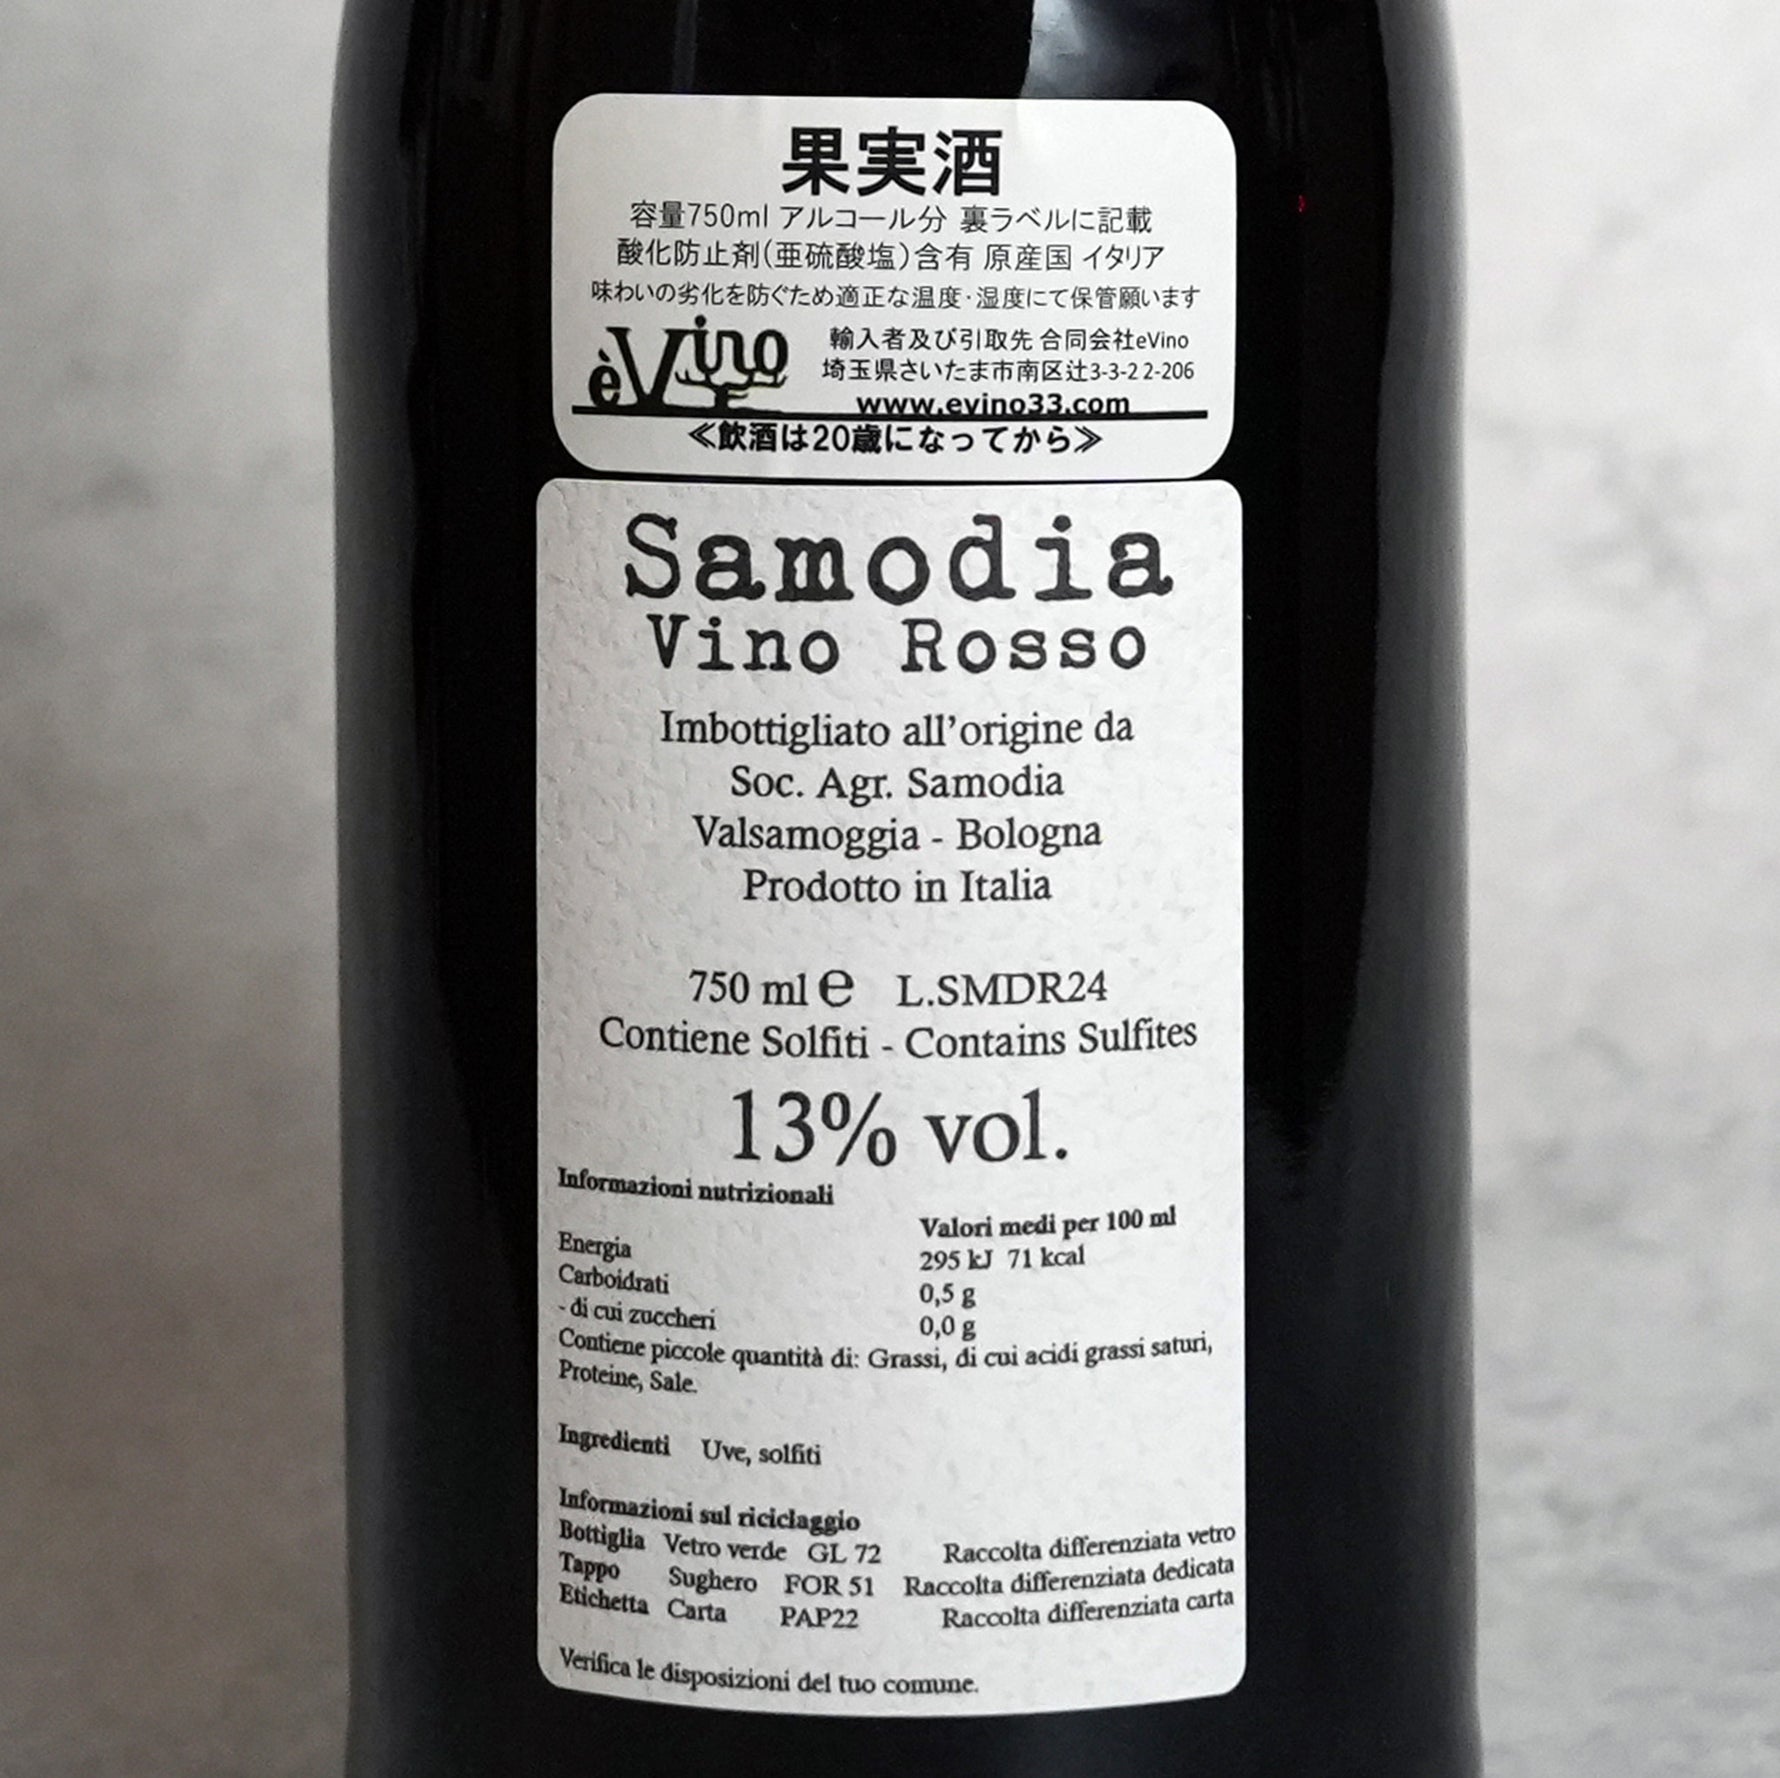 果実酒
容量750ml アルコール分 裏ラベルに記載
酸化防止剤(亜硫酸塩)含有 原産国 イタリア
味わいの劣化を防ぐため適正な温度・湿度にて保管願います
èVino
輸入者及び引取先 合同会社eVino
埼玉県さいたま市南区辻3-3-22-206
www.evino33.com
≪飲酒は20歳になってから≫
Samodia
Vino Rosso
Imbottigliato all'origine da
Soc. Agr. Samodia
Valsamoggia - Bologna
Prodotto in Italia
750 ml e L.SMDR24
Contiene Solfiti - Contains Sulfites
13% vol.
Informazioni nutrizionali
Valori medi per 100 ml
Energia 295 kJ 71 kcal
Carboidrati 0,5 g
- di cui zuccheri 0,0 g
Contiene piccole quantità di: Grassi, di cui acidi grassi saturi,
Proteine, Sale.
Ingredienti Uve, solfiti
Informazioni sul riciclaggio
Bottiglia Vetro verde GL 72 Raccolta differenziata vetro
Tappo Sughero FOR 51 Raccolta differenziata dedicata
Etichetta Carta PAP22 Raccolta differenziata carta
Verifica le disposizioni del tuo comune.